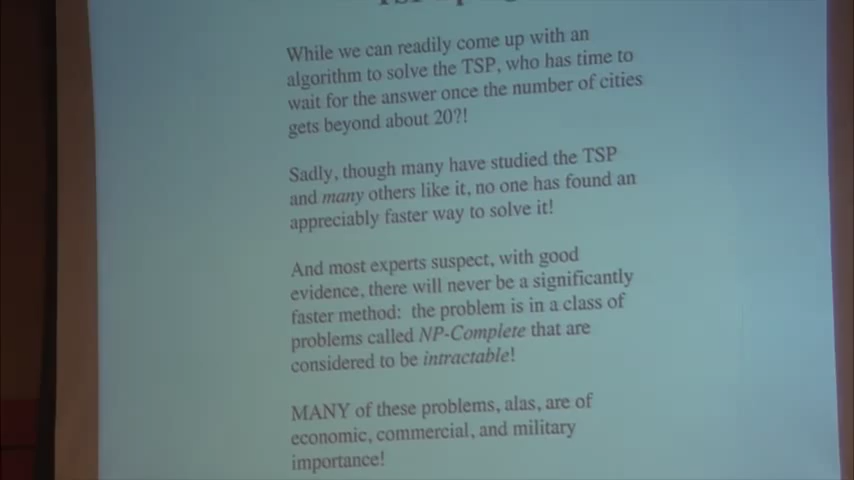 While we can readily come up with an
algorithm to solve the TSP, who has time to
wait for the answer once the number of cities
gets beyond about 20?!
Sadly, though many have studied the TSP
and many others like it, no one has found an
appreciably faster way to solve it!
And most experts suspect, with good
evidence, there will never be a significantly
faster method: the problem is in a class of
problems called NP-Complete that are
considered to be intractable!
MANY of these problems, alas, are of
economic, commercial, and military
importance!